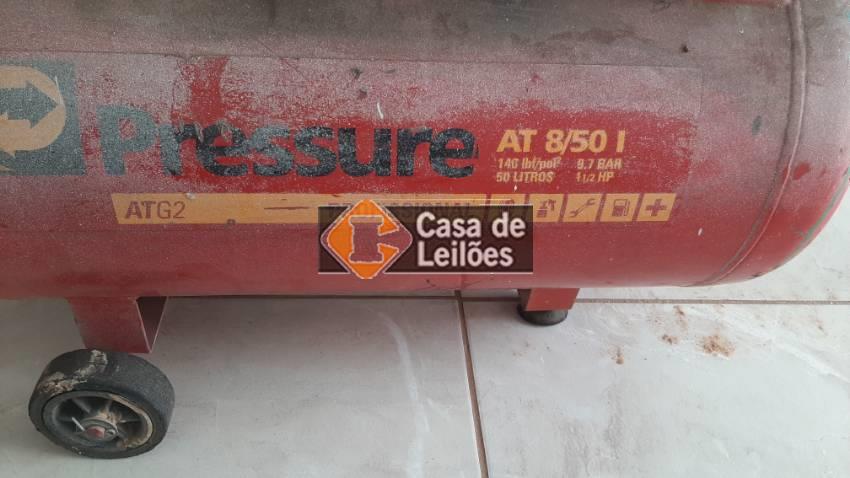 Pressure
AT 8/50 I
140 lbf/pol² 9.7 BAR
50 LITROS 1 1/2 HP
ATG2
PROFISSIONAL
Casa de
Leilões